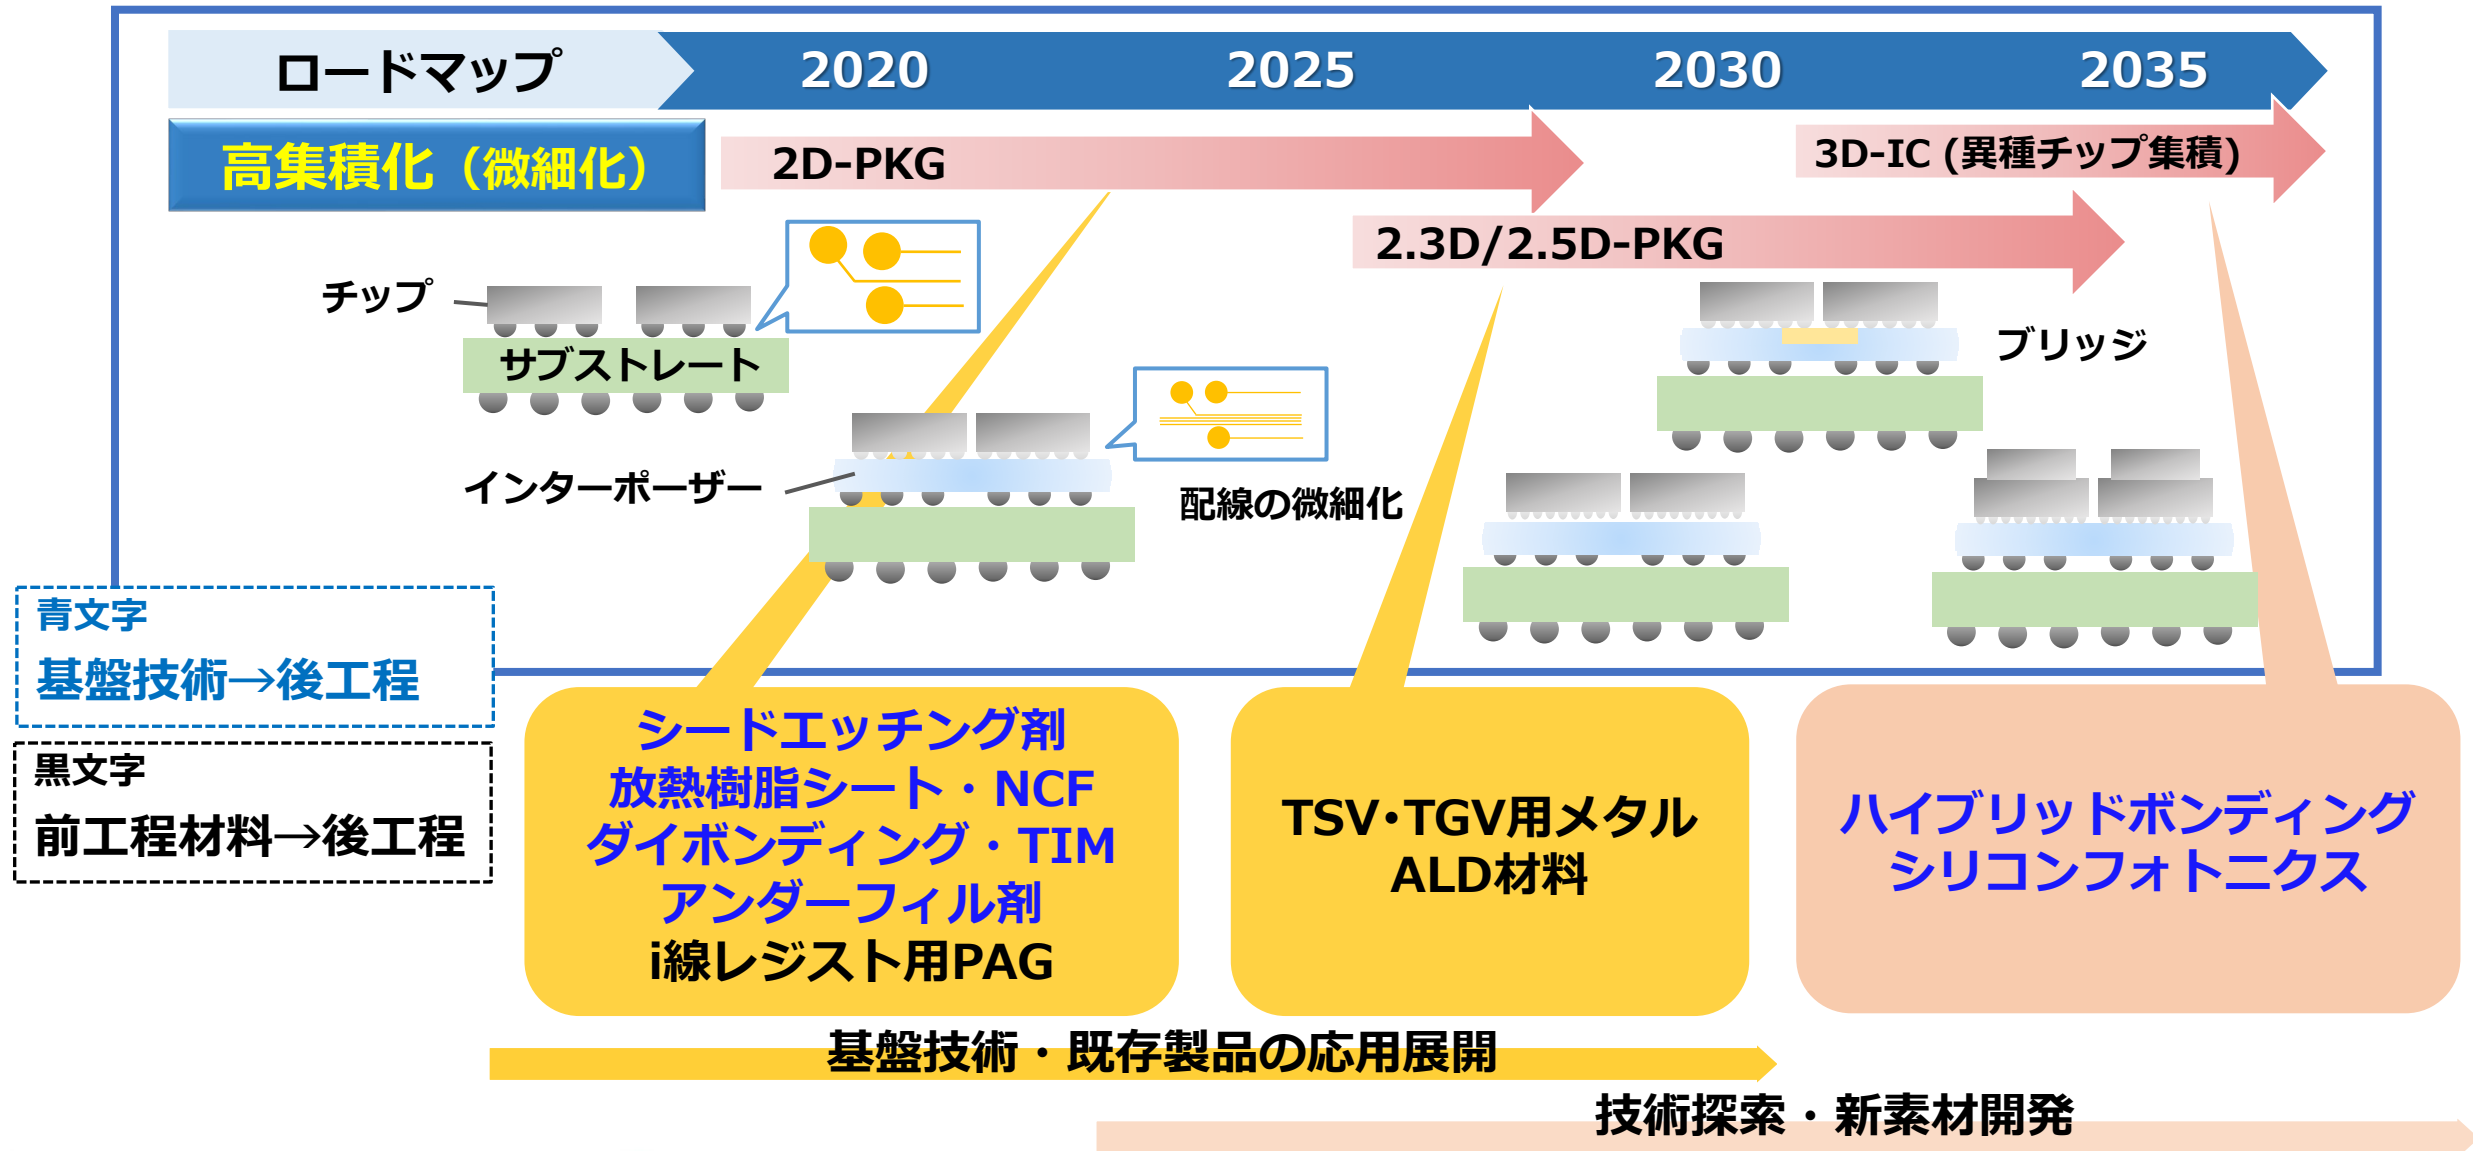 ロードマップ
2020
2025
2030
2035
高集積化（微細化）
2D-PKG
3D-IC (異種チップ集積)
2.3D/2.5D-PKG
チップ
サブストレート
ブリッジ
インターポーザー
配線の微細化
青文字
基盤技術→後工程
黒文字
前工程材料→後工程
シードエッチング剤
放熱樹脂シート・NCF
ダイボンディング・TIM
アンダーフィル剤
i線レジスト用PAG
TSV・TGV用メタル
ALD材料
ハイブリッドボンディング
シリコンフォトニクス
基盤技術・既存製品の応用展開
技術探索・新素材開発